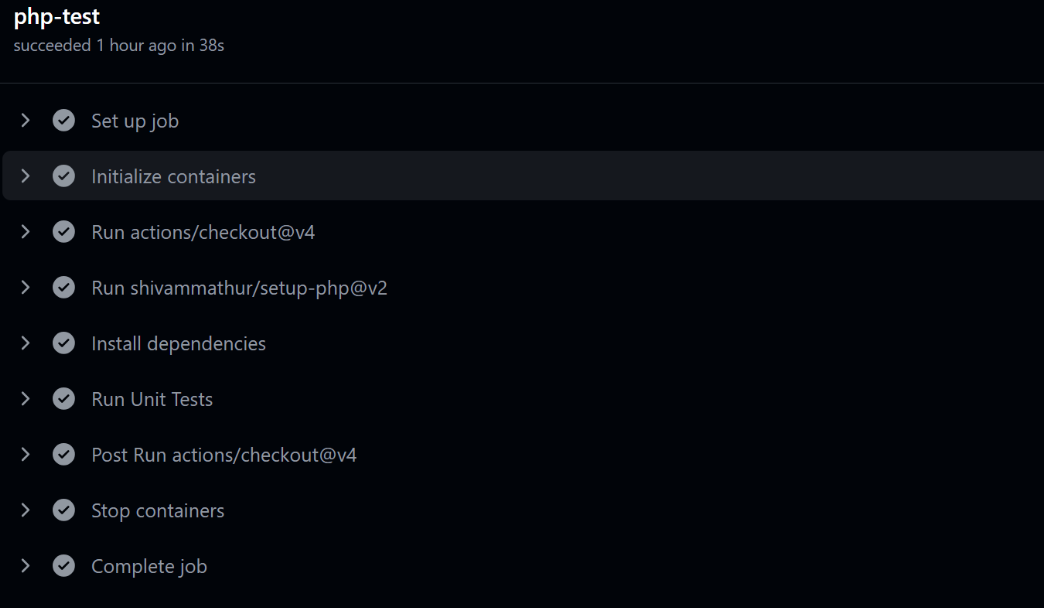 php-test
succeeded 1 hour ago in 38s
Set up job
Initialize containers
Run actions/checkout@v4
Run shivammathur/setup-php@v2
Install dependencies
Run Unit Tests
Post Run actions/checkout@v4
Stop containers
Complete job